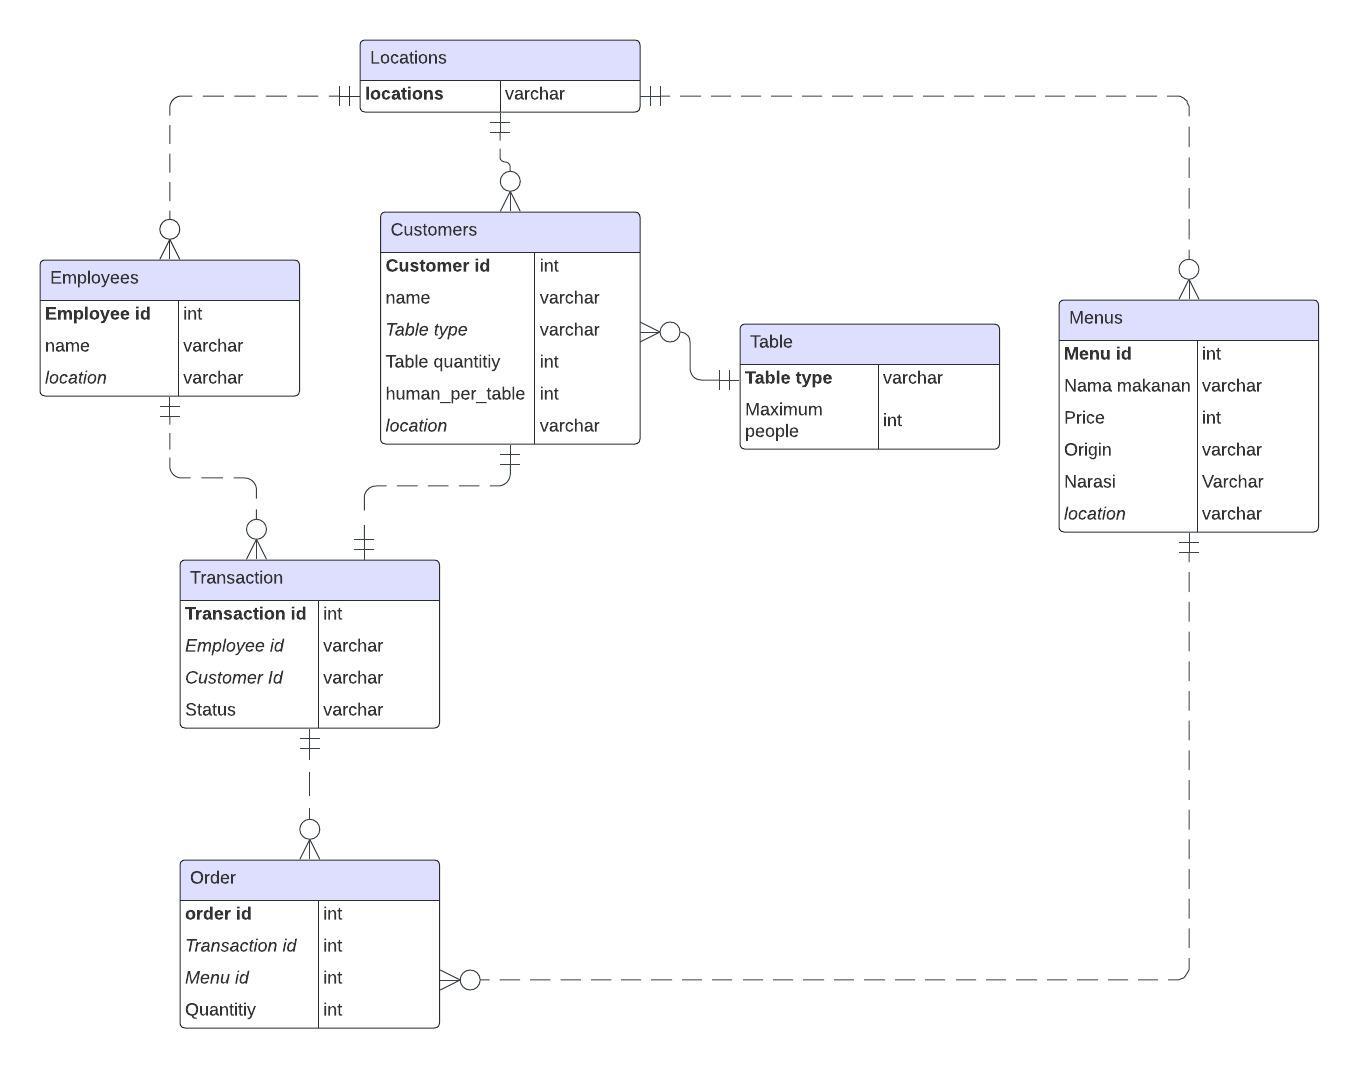 Locations
locations varchar
Customers
Customer id int
name varchar
Table type varchar
Table quantitiy int
human_per_table int
location varchar
Employees
Employee id int
name varchar
location varchar
Table
Table type varchar
Maximum
people int
Menus
Menu id int
Nama makanan varchar
Price int
Origin varchar
Narasi Varchar
location varchar
Transaction
Transaction id int
Employee id varchar
Customer Id varchar
Status varchar
Order
order id int
Transaction id int
Menu id int
Quantitiy int